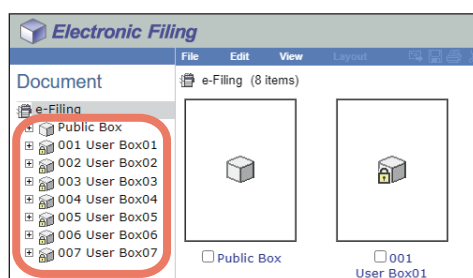 Electronic Filing
File Edit View Layout
Document
e-Filing (8 items)
e-Filing
Public Box
001 User Box01
002 User Box02
003 User Box03
004 User Box04
005 User Box05
006 User Box06
007 User Box07
Public Box
001
User Box01